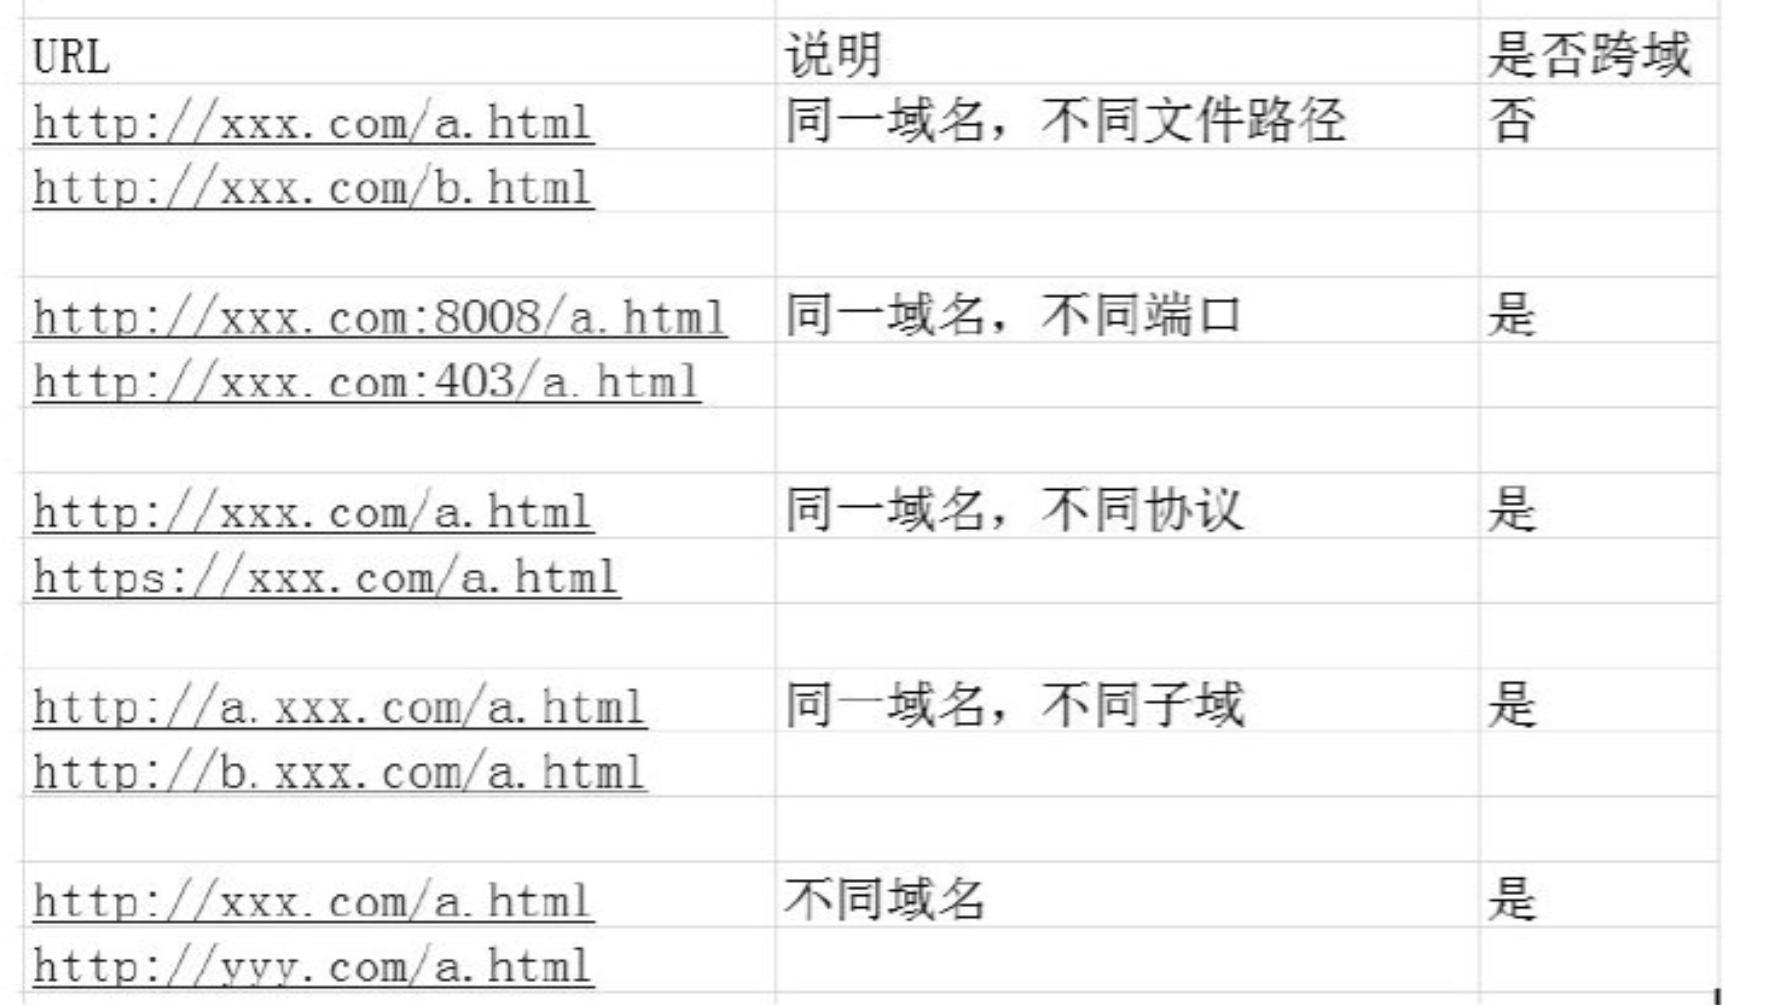 URL 说明 是否跨域
http://xxx.com/a.html 同一域名，不同文件路径 否
http://xxx.com/b.html
http://xxx.com:8008/a.html 同一域名，不同端口 是
http://xxx.com:403/a.html
http://xxx.com/a.html 同一域名，不同协议 是
https://xxx.com/a.html
http://a.xxx.com/a.html 同一域名，不同子域 是
http://b.xxx.com/a.html
http://xxx.com/a.html 不同域名 是
http://yyy.com/a.html